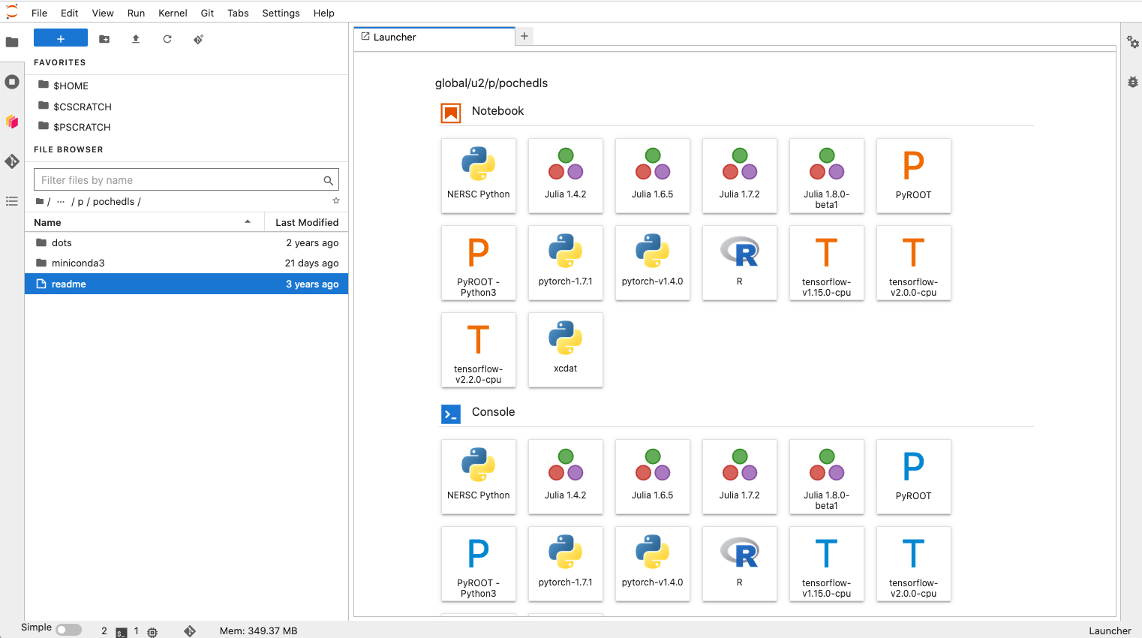 File Edit View Run Kernel Git Tabs Settings Help
+
FAVORITES
$HOME
$CSCRATCH
$PSCRATCH
FILE BROWSER
Filter files by name
/ ··· / p / pochedls /
Name Last Modified
dots 2 years ago
miniconda3 21 days ago
readme 3 years ago
Launcher +
global/u2/p/pochedls
Notebook
NERSC Python
Julia 1.4.2
Julia 1.6.5
Julia 1.7.2
Julia 1.8.0-
beta1
P
PyROOT
P
PyROOT -
Python3
pytorch-1.7.1
pytorch-v1.4.0
R
R
T
tensorflow-
v1.15.0-cpu
T
tensorflow-
v2.0.0-cpu
T
tensorflow-
v2.2.0-cpu
xcdat
>_ Console
NERSC Python
Julia 1.4.2
Julia 1.6.5
Julia 1.7.2
Julia 1.8.0-
beta1
P
PyROOT
P
PyROOT -
Python3
pytorch-1.7.1
pytorch-v1.4.0
R
R
T
tensorflow-
v1.15.0-cpu
T
tensorflow-
v2.0.0-cpu
Simple 2 1 Mem: 349.37 MB Launcher